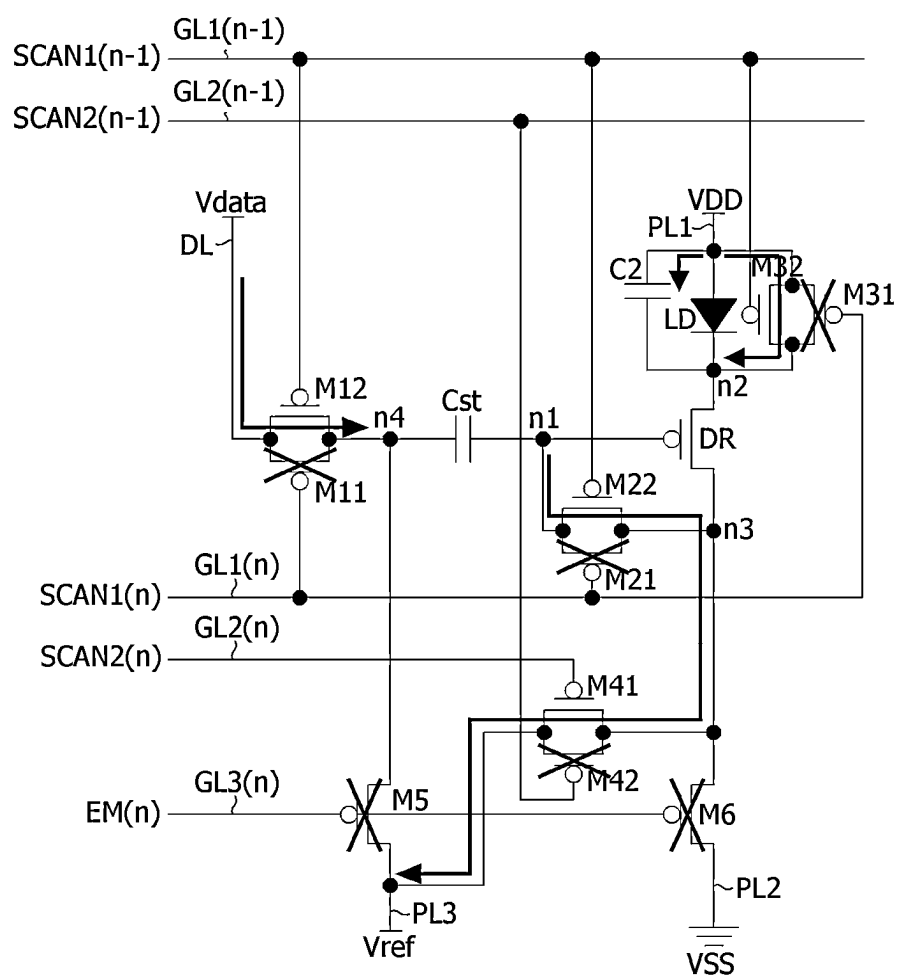 GL1(n-1)
SCAN1(n-1)
GL2(n-1)
SCAN2(n-1)
Vdata
VDD
DL
PL1
C2
M32
M31
LD
n2
M12
n4
Cst
n1
DR
M11
M22
n3
GL1(n)
M21
SCAN1(n)
GL2(n)
SCAN2(n)
M41
GL3(n)
M42
EM(n)
M5
M6
PL3
PL2
Vref
VSS